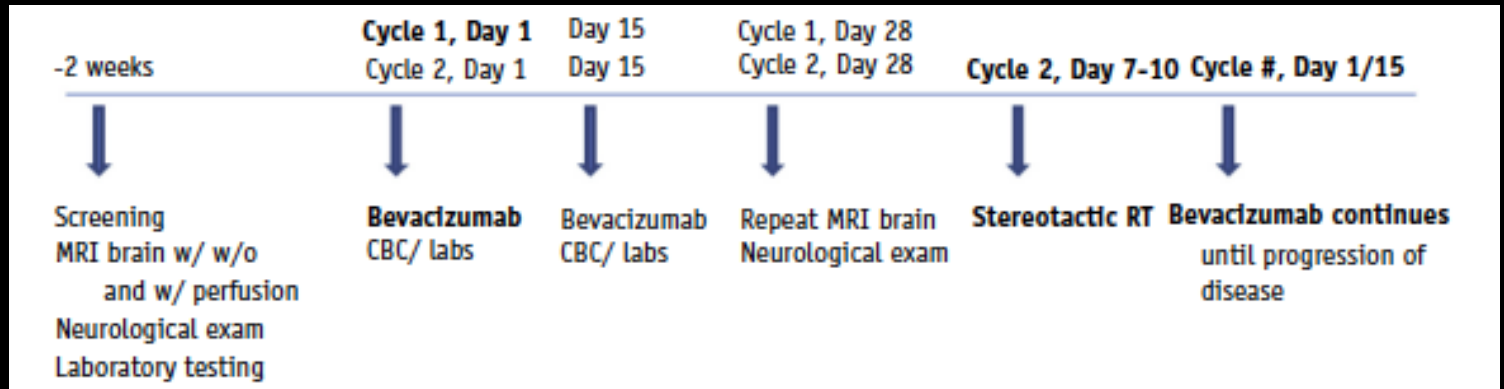 -2 weeks
Cycle 1, Day 1
Cycle 2, Day 1
Day 15
Day 15
Cycle 1, Day 28
Cycle 2, Day 28
Cycle 2, Day 7-10
Cycle #, Day 1/15
Screening
MRI brain w/ w/o
and w/ perfusion
Neurological exam
Laboratory testing
Bevacizumab
CBC/ labs
Bevacizumab
CBC/ labs
Repeat MRI brain
Neurological exam
Stereotactic RT
Bevacizumab continues
until progression of
disease